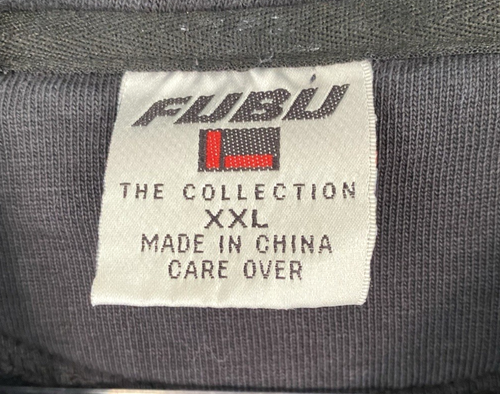 FUBU
THE COLLECTION
XXL
MADE IN CHINA
CARE OVER